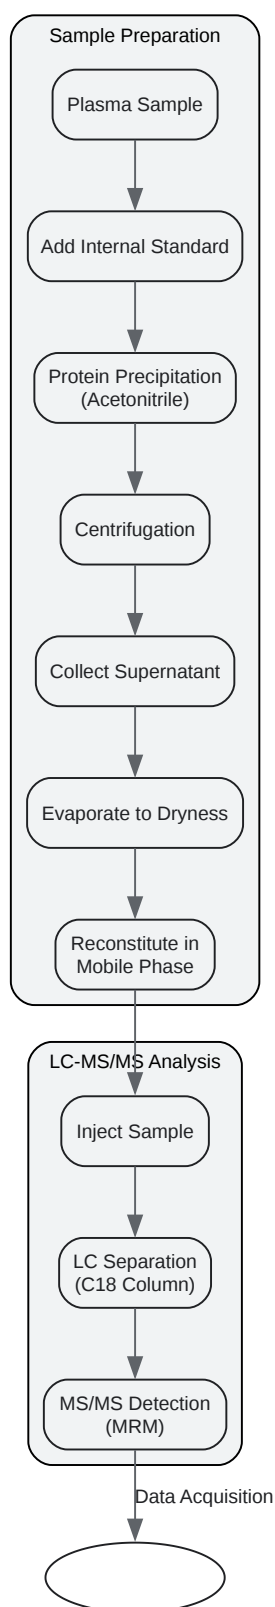 Sample Preparation
Plasma Sample
Add Internal Standard
Protein Precipitation
(Acetonitrile)
Centrifugation
Collect Supernatant
Evaporate to Dryness
Reconstitute in
Mobile Phase
LC-MS/MS Analysis
Inject Sample
LC Separation
(C18 Column)
MS/MS Detection
(MRM)
Data Acquisition